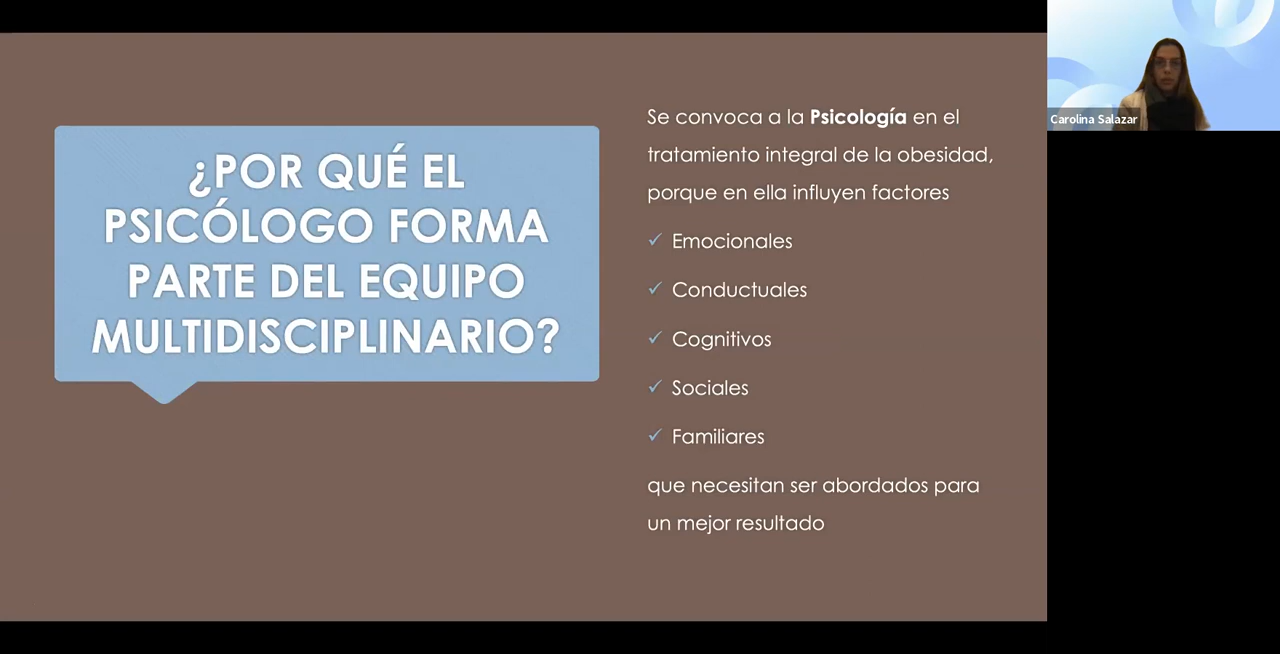 ¿POR QUÉ EL
PSICÓLOGO FORMA
PARTE DEL EQUIPO
MULTIDISCIPLINARIO?
Se convoca a la Psicología en el
tratamiento integral de la obesidad,
porque en ella influyen factores
✓ Emocionales
✓ Conductuales
✓ Cognitivos
✓ Sociales
✓ Familiares
que necesitan ser abordados para
un mejor resultado
Carolina Salazar